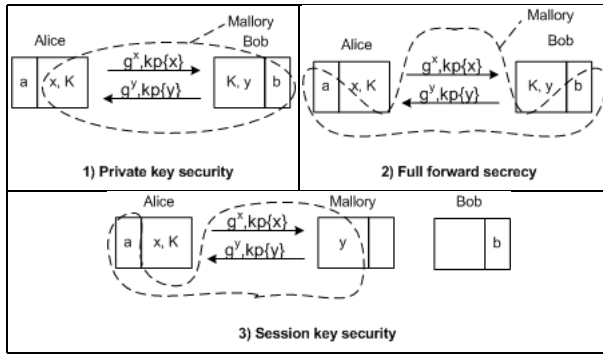 Mallory
Alice
Bob
a
x, K
g^x,kp{x}
g^y,kp{y}
K, y
b
1) Private key security
Mallory
Alice
Bob
a
x, K
g^x,kp{x}
g^y,kp{y}
K, y
b
2) Full forward secrecy
Alice
Mallory
Bob
a
x, K
g^x,kp{x}
g^y,kp{y}
y
b
3) Session key security